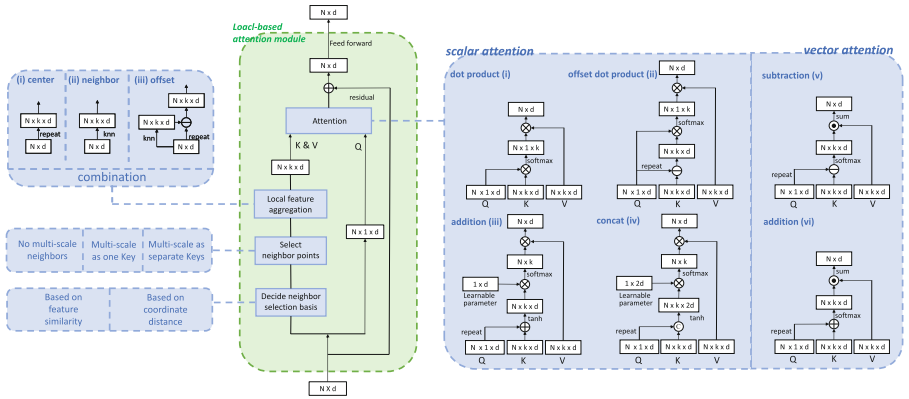 N x d
Loacl-based
attention module
Feed forward
N x d
residual
Attention
K & V
Q
N x k x d
Local feature
aggregation
N x 1 x d
Select
neighbor points
Decide neighbor
selection basis
N X d
(i) center
(ii) neighbor
(iii) offset
N x k x d
N x k x d
N x k x d
N x k x d
repeat
knn
knn
repeat
N x d
N x d
N x d
combination
No multi-scale
neighbors
Multi-scale
as one Key
Multi-scale as
separate Keys
Based on
feature
similarity
Based on
coordinate
distance
scalar attention
vector attention
dot product (i)
N x d
N x 1 x k
softmax
N x 1 x d
N x k x d
N x k x d
Q
K
V
offset dot product (ii)
N x d
N x 1 x k
softmax
N x k x d
repeat
N x 1 x d
N x k x d
N x k x d
Q
K
V
subtraction (v)
N x d
sum
N x k x d
softmax
repeat
N x 1 x d
N x k x d
N x k x d
Q
K
V
addition (iii)
N x d
N x k
softmax
1 x d
Learnable
parameter
N x k x d
tanh
repeat
N x 1 x d
N x k x d
N x k x d
Q
K
V
concat (iv)
N x d
N x k
softmax
1 x 2d
Learnable
parameter
N x k x 2d
tanh
repeat
C
N x 1 x d
N x k x d
N x k x d
Q
K
V
addition (vi)
N x d
sum
N x k x d
softmax
repeat
N x 1 x d
N x k x d
N x k x d
Q
K
V